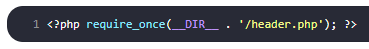 1 <?php require_once(__DIR__ . '/header.php'); ?>